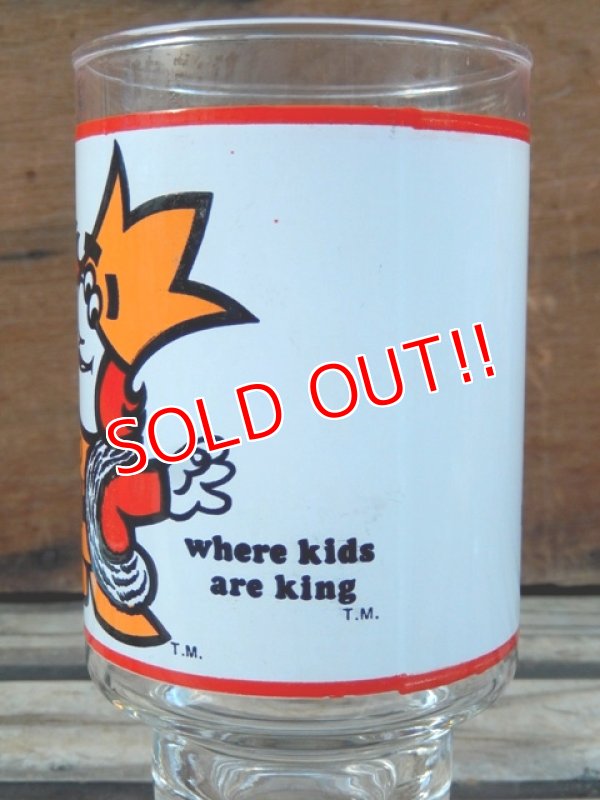 SOLD OUT!!
where kids
are king
T.M.
T.M.